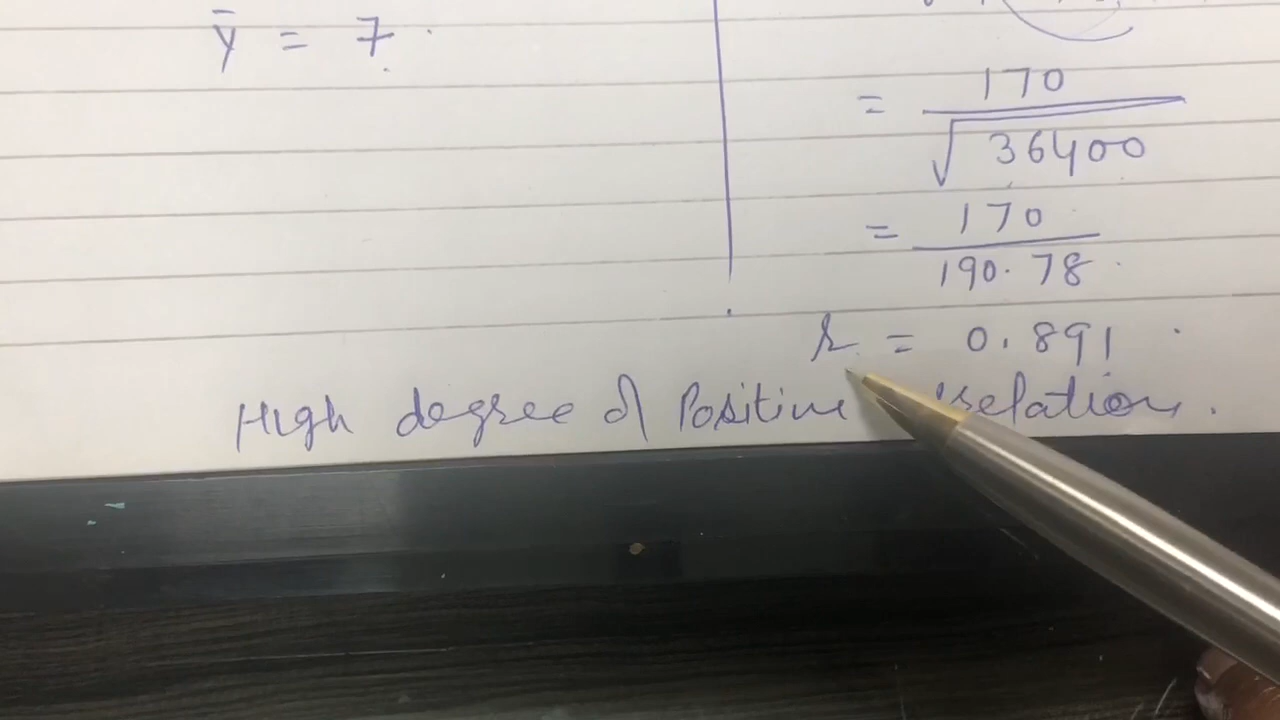 ȳ = 7
= 170
√36400
= 170
190.78
r = 0.891
High degree of Positive